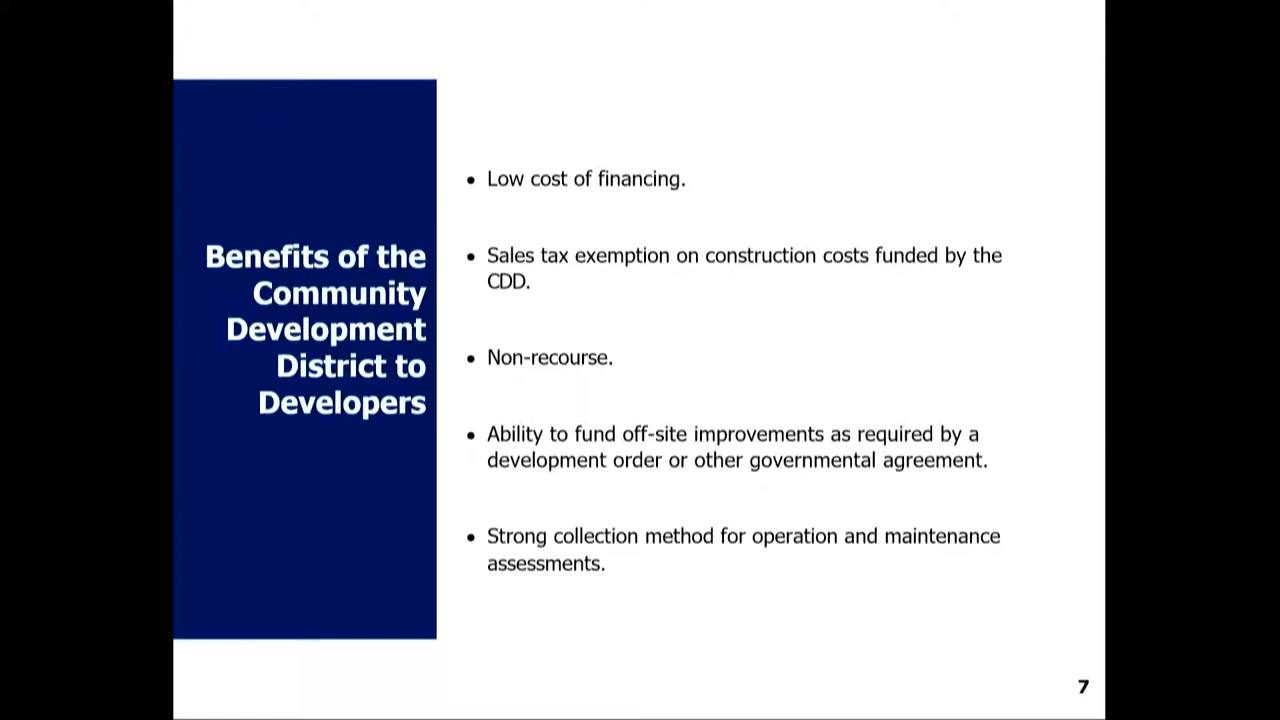 Benefits of the
Community
Development
District to
Developers
• Low cost of financing.
• Sales tax exemption on construction costs funded by the
CDD.
• Non-recourse.
• Ability to fund off-site improvements as required by a
development order or other governmental agreement.
• Strong collection method for operation and maintenance
assessments.
7